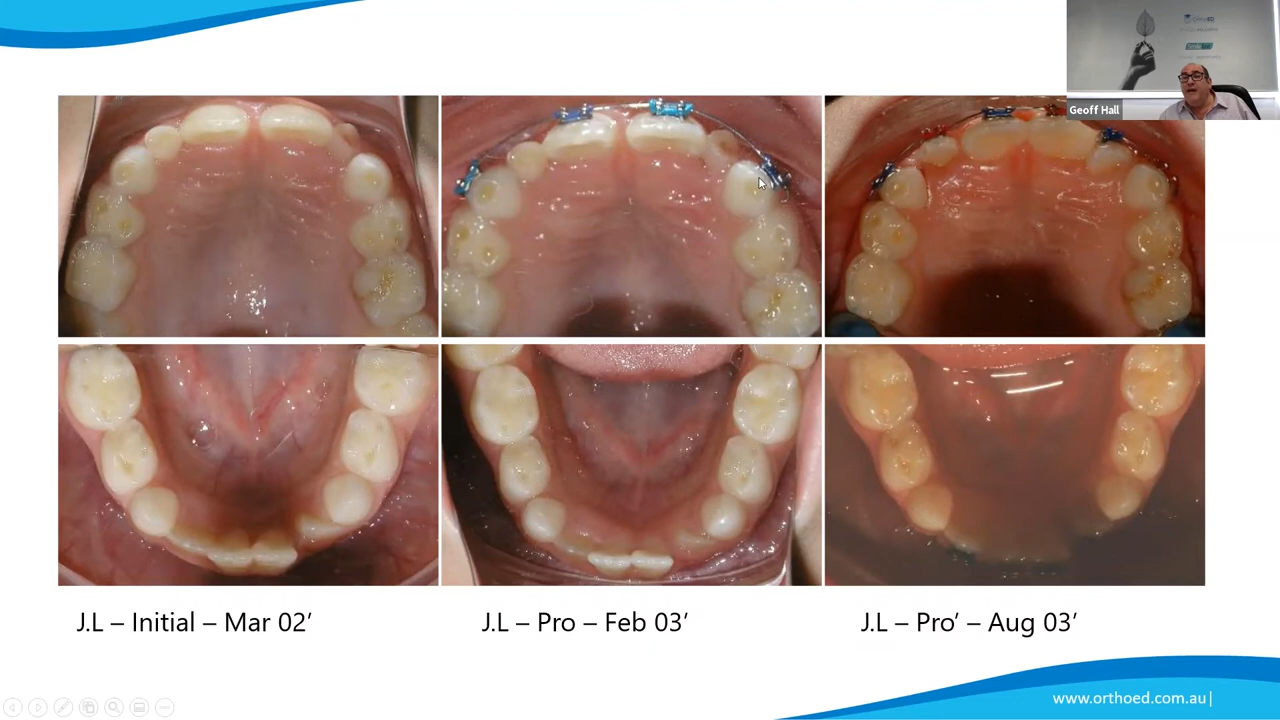 Geoff Hall
J.L – Initial – Mar 02’
J.L – Pro – Feb 03’
J.L – Pro’ – Aug 03’
www.orthoed.com.au|